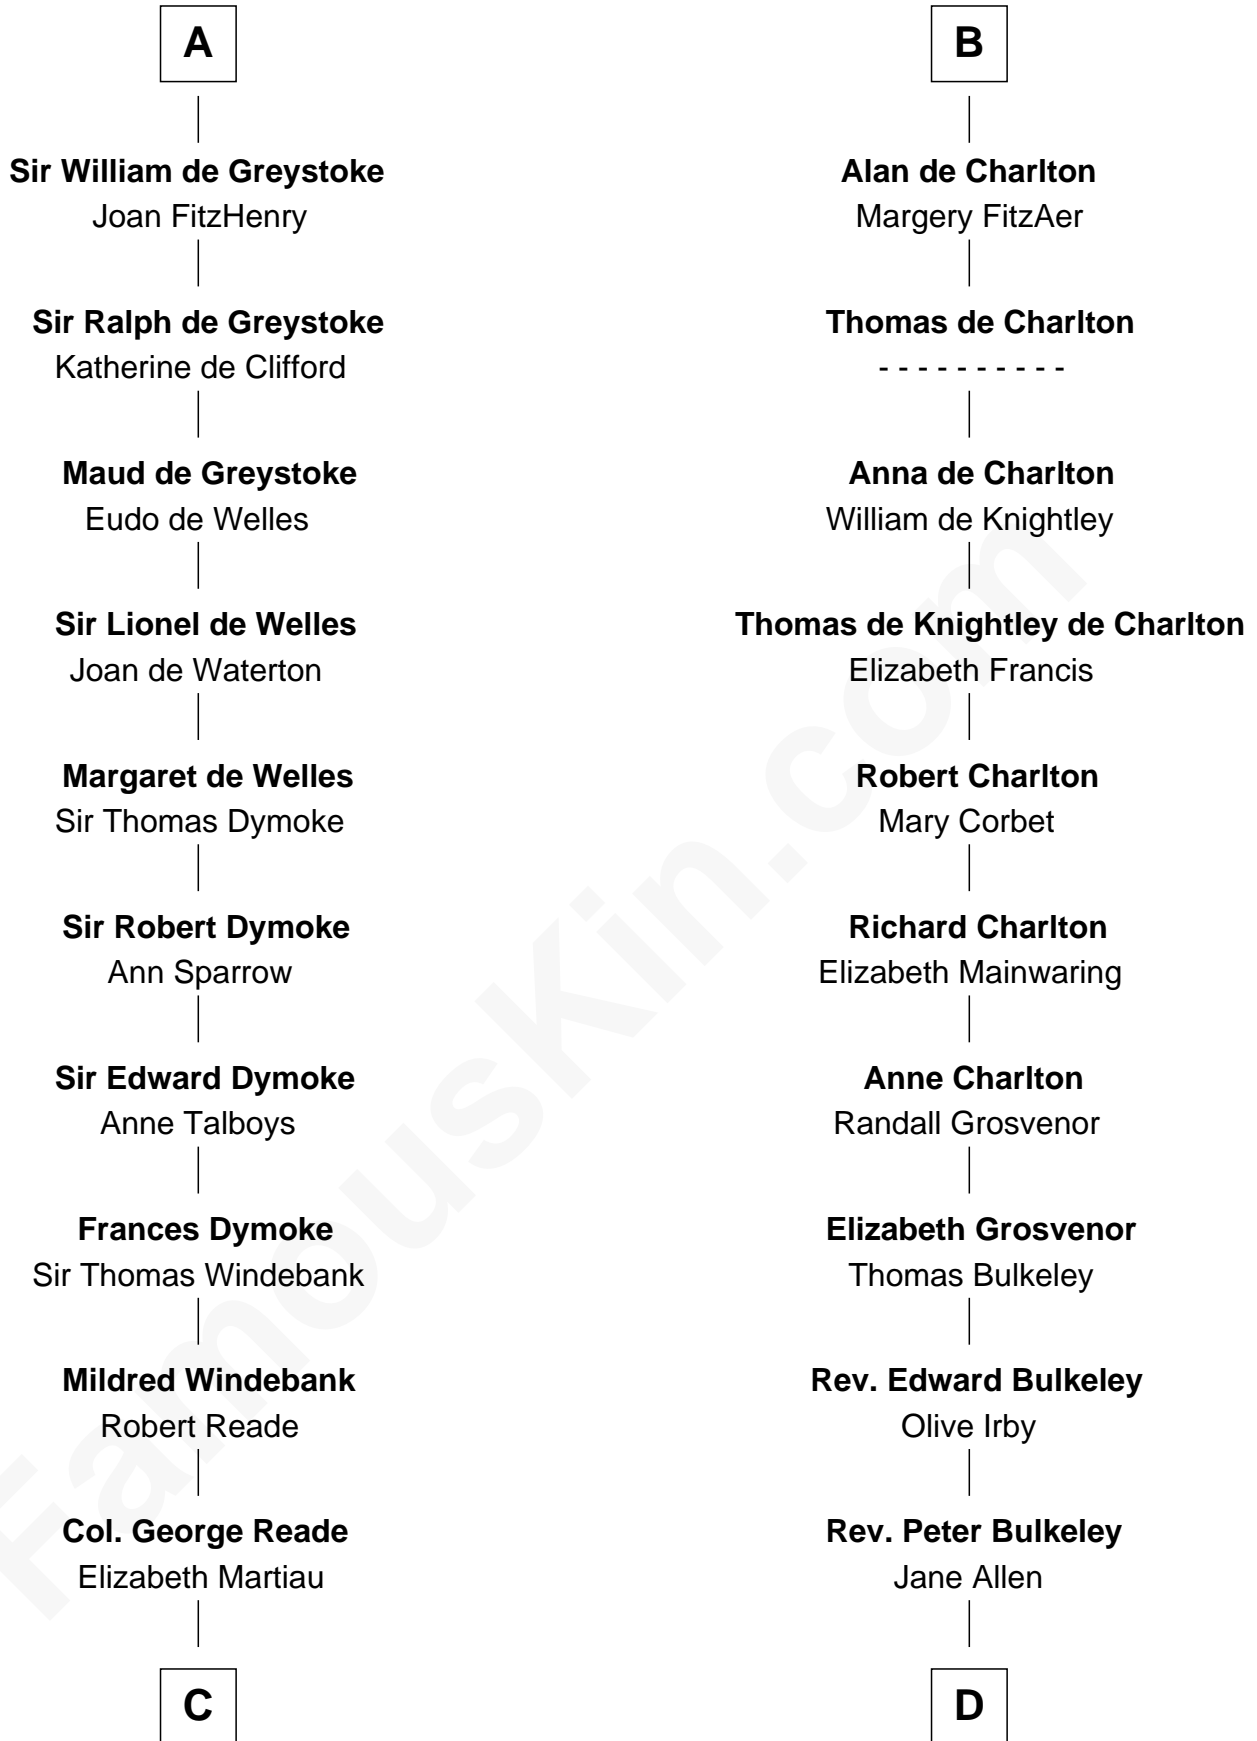 A
Sir William de Greystoke
Joan FitzHenry
Sir Ralph de Greystoke
Katherine de Clifford
Maud de Greystoke
Eudo de Welles
Sir Lionel de Welles
Joan de Waterton
Margaret de Welles
Sir Thomas Dymoke
Sir Robert Dymoke
Ann Sparrow
Sir Edward Dymoke
Anne Talboys
Frances Dymoke
Sir Thomas Windebank
Mildred Windebank
Robert Reade
Col. George Reade
Elizabeth Martiau
C
B
Alan de Charlton
Margery FitzAer
Thomas de Charlton
- - - - - - - - - -
Anna de Charlton
William de Knightley
Thomas de Knightley de Charlton
Elizabeth Francis
Robert Charlton
Mary Corbet
Richard Charlton
Elizabeth Mainwaring
Anne Charlton
Randall Grosvenor
Elizabeth Grosvenor
Thomas Bulkeley
Rev. Edward Bulkeley
Olive Irby
Rev. Peter Bulkeley
Jane Allen
D
FamousKin.com